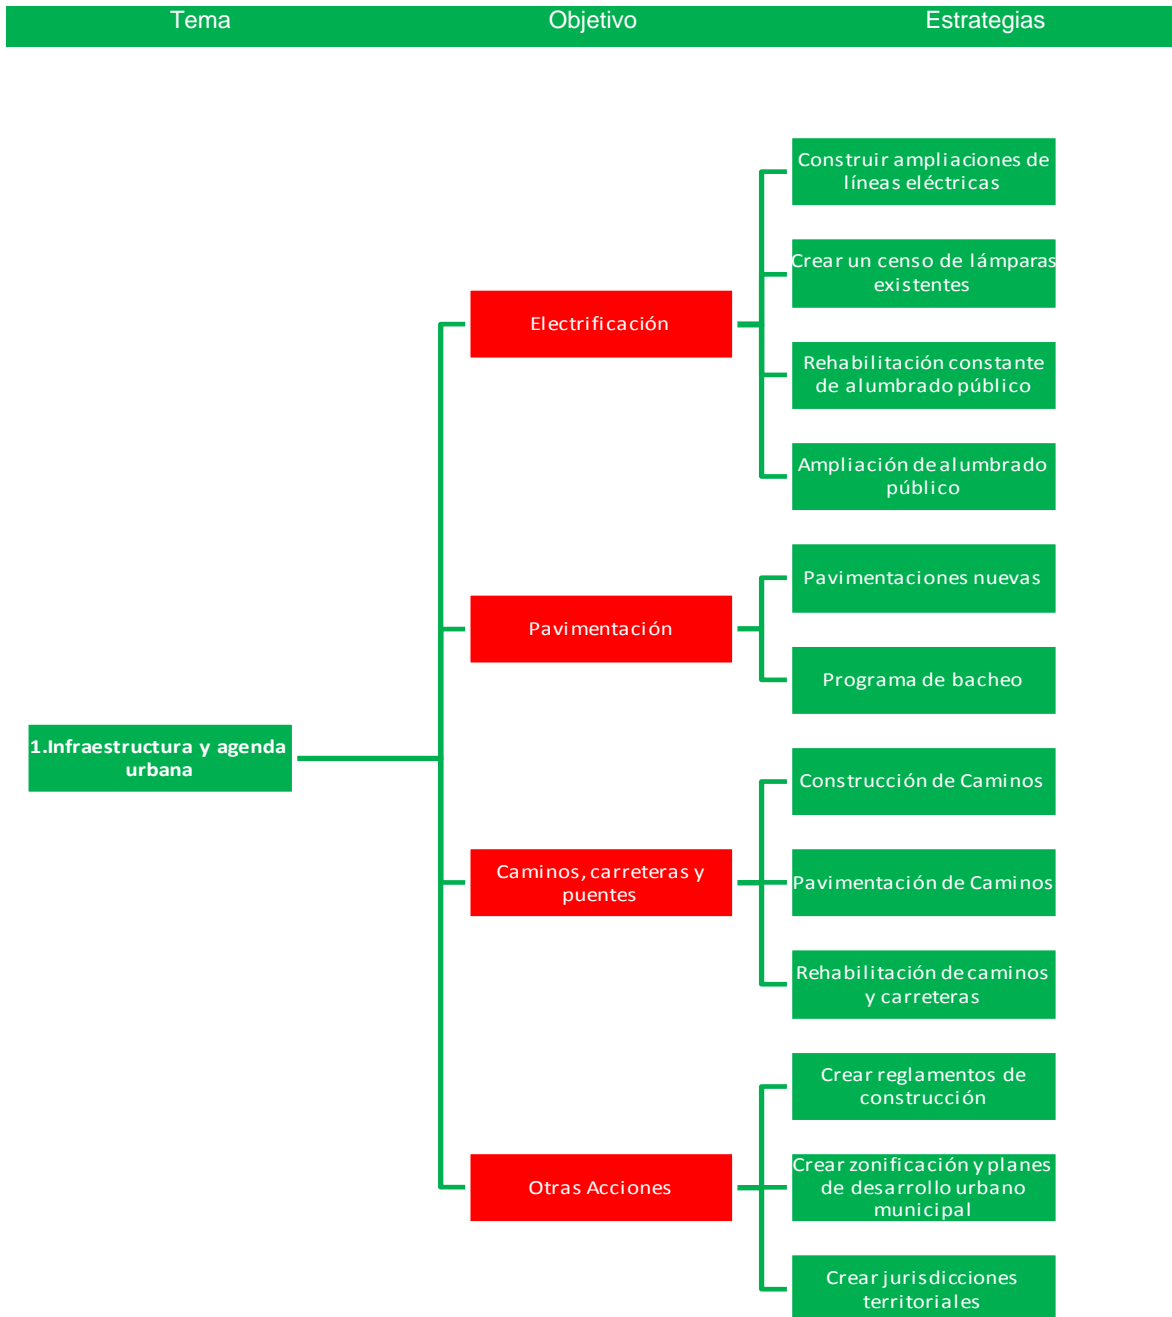 Tema Objetivo Estrategias
Construir ampliaciones de
líneas eléctricas
Crear un censo de lámparas
existentes
Electrificación
Rehabilitación constante
de alumbrado público
Ampliación de alumbrado
público
Pavimentaciones nuevas
Pavimentación
Programa de bacheo
1.Infraestructura y agenda
urbana
Construcción de Caminos
Caminos, carreteras y
puentes
Pavimentación de Caminos
Rehabilitación de caminos
y carreteras
Crear reglamentos de
construcción
Otras Acciones
Crear zonificación y planes
de desarrollo urbano
municipal
Crear jurisdicciones
territoriales